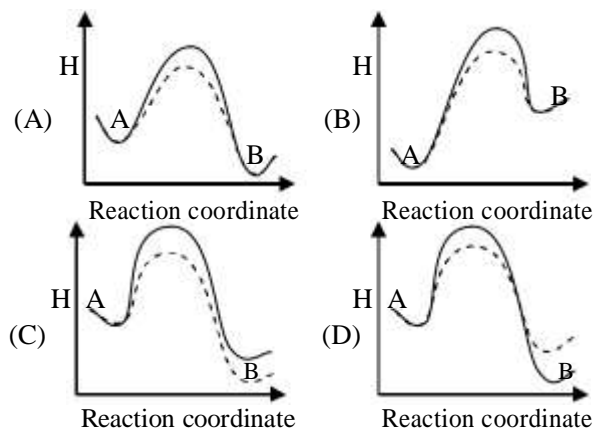 (A)
H
A
B
Reaction coordinate
(B)
H
A
B
Reaction coordinate
(C)
H
A
B
Reaction coordinate
(D)
H
A
B
Reaction coordinate